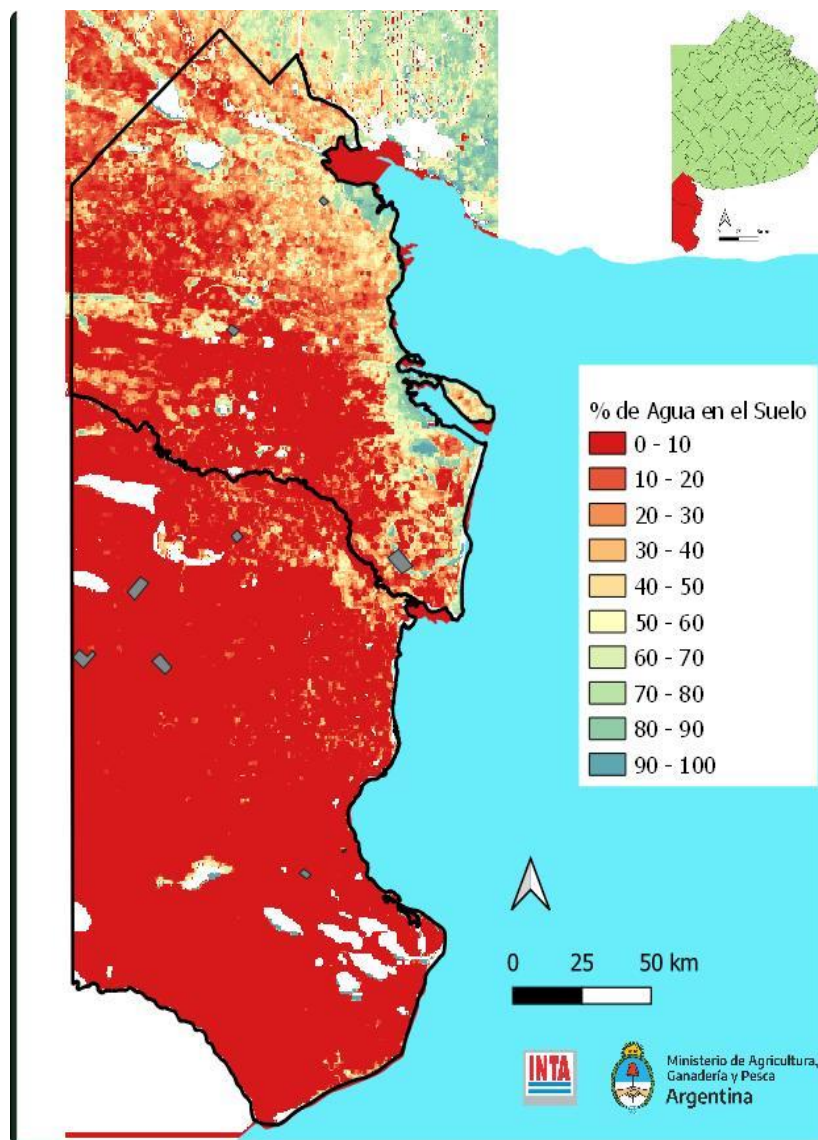 % de Agua en el Suelo
0 - 10
10 - 20
20 - 30
30 - 40
40 - 50
50 - 60
60 - 70
70 - 80
80 - 90
90 - 100
0 25 50 km
INTA
Ministerio de Agricultura,
Ganadería y Pesca
Argentina